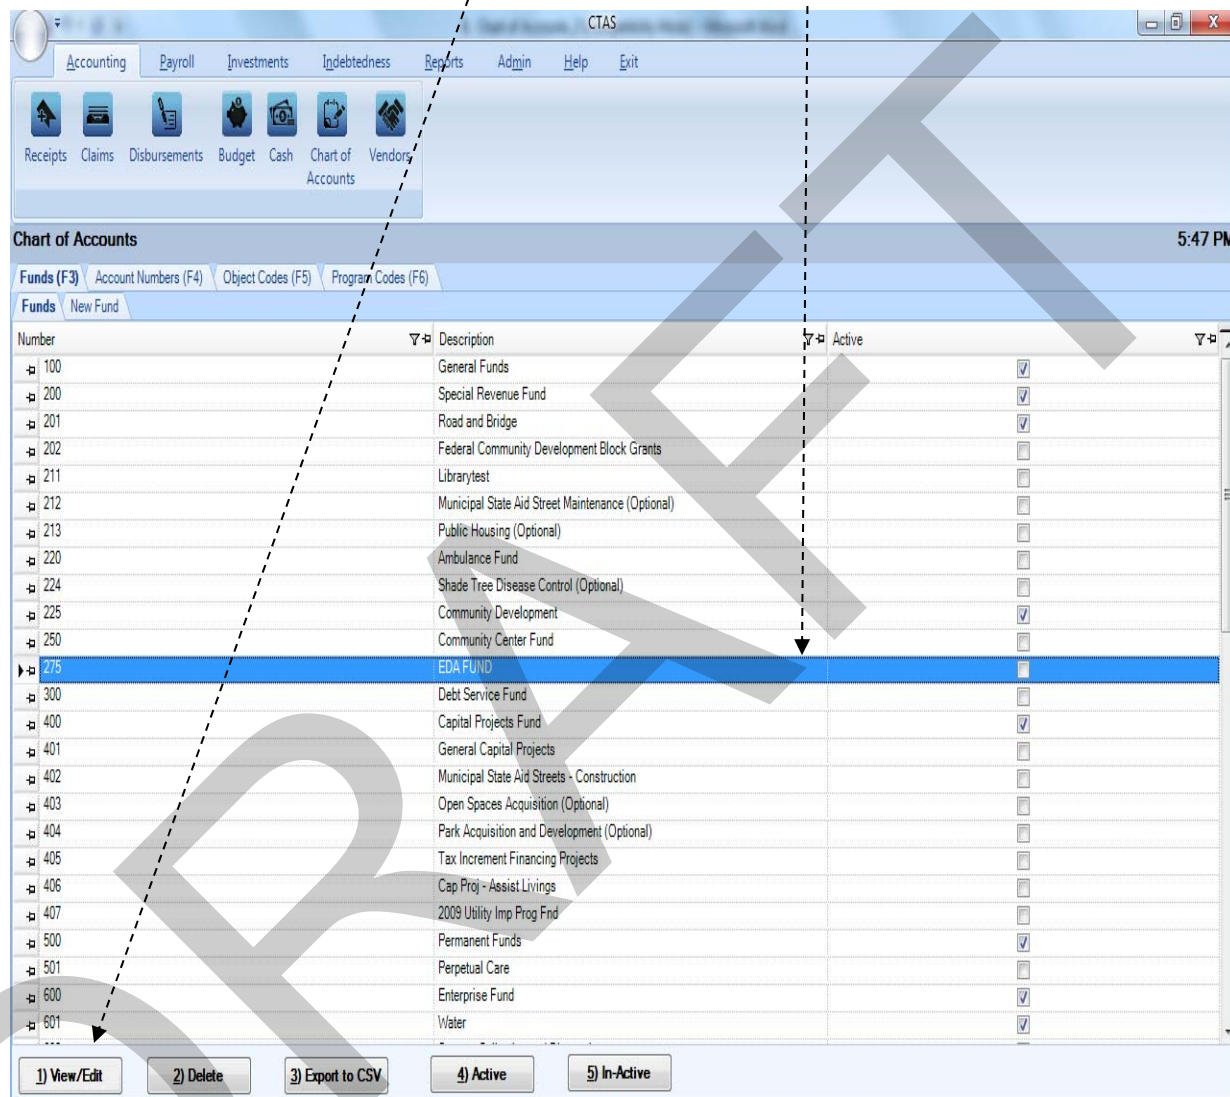 CTAS
Accounting Payroll Investments Indebtedness Reports Admin Help Exit
Receipts Claims Disbursements Budget Cash Chart of Accounts Vendors
Chart of Accounts 5:47 PM
Funds (F3) Account Numbers (F4) Object Codes (F5) Program Codes (F6)
Funds New Fund
Number Description Active
100 General Funds
200 Special Revenue Fund
201 Road and Bridge
202 Federal Community Development Block Grants
211 Librarytest
212 Municipal State Aid Street Maintenance (Optional)
213 Public Housing (Optional)
220 Ambulance Fund
224 Shade Tree Disease Control (Optional)
225 Community Development
250 Community Center Fund
275 EDA FUND
300 Debt Service Fund
400 Capital Projects Fund
401 General Capital Projects
402 Municipal State Aid Streets - Construction
403 Open Spaces Acquisition (Optional)
404 Park Acquisition and Development (Optional)
405 Tax Increment Financing Projects
406 Cap Proj - Assist Livings
407 2009 Utility Imp Prog Fnd
500 Permanent Funds
501 Perpetual Care
600 Enterprise Fund
601 Water
1) View/Edit 2) Delete 3) Export to CSV 4) Active 5) In-Active
DRAFT